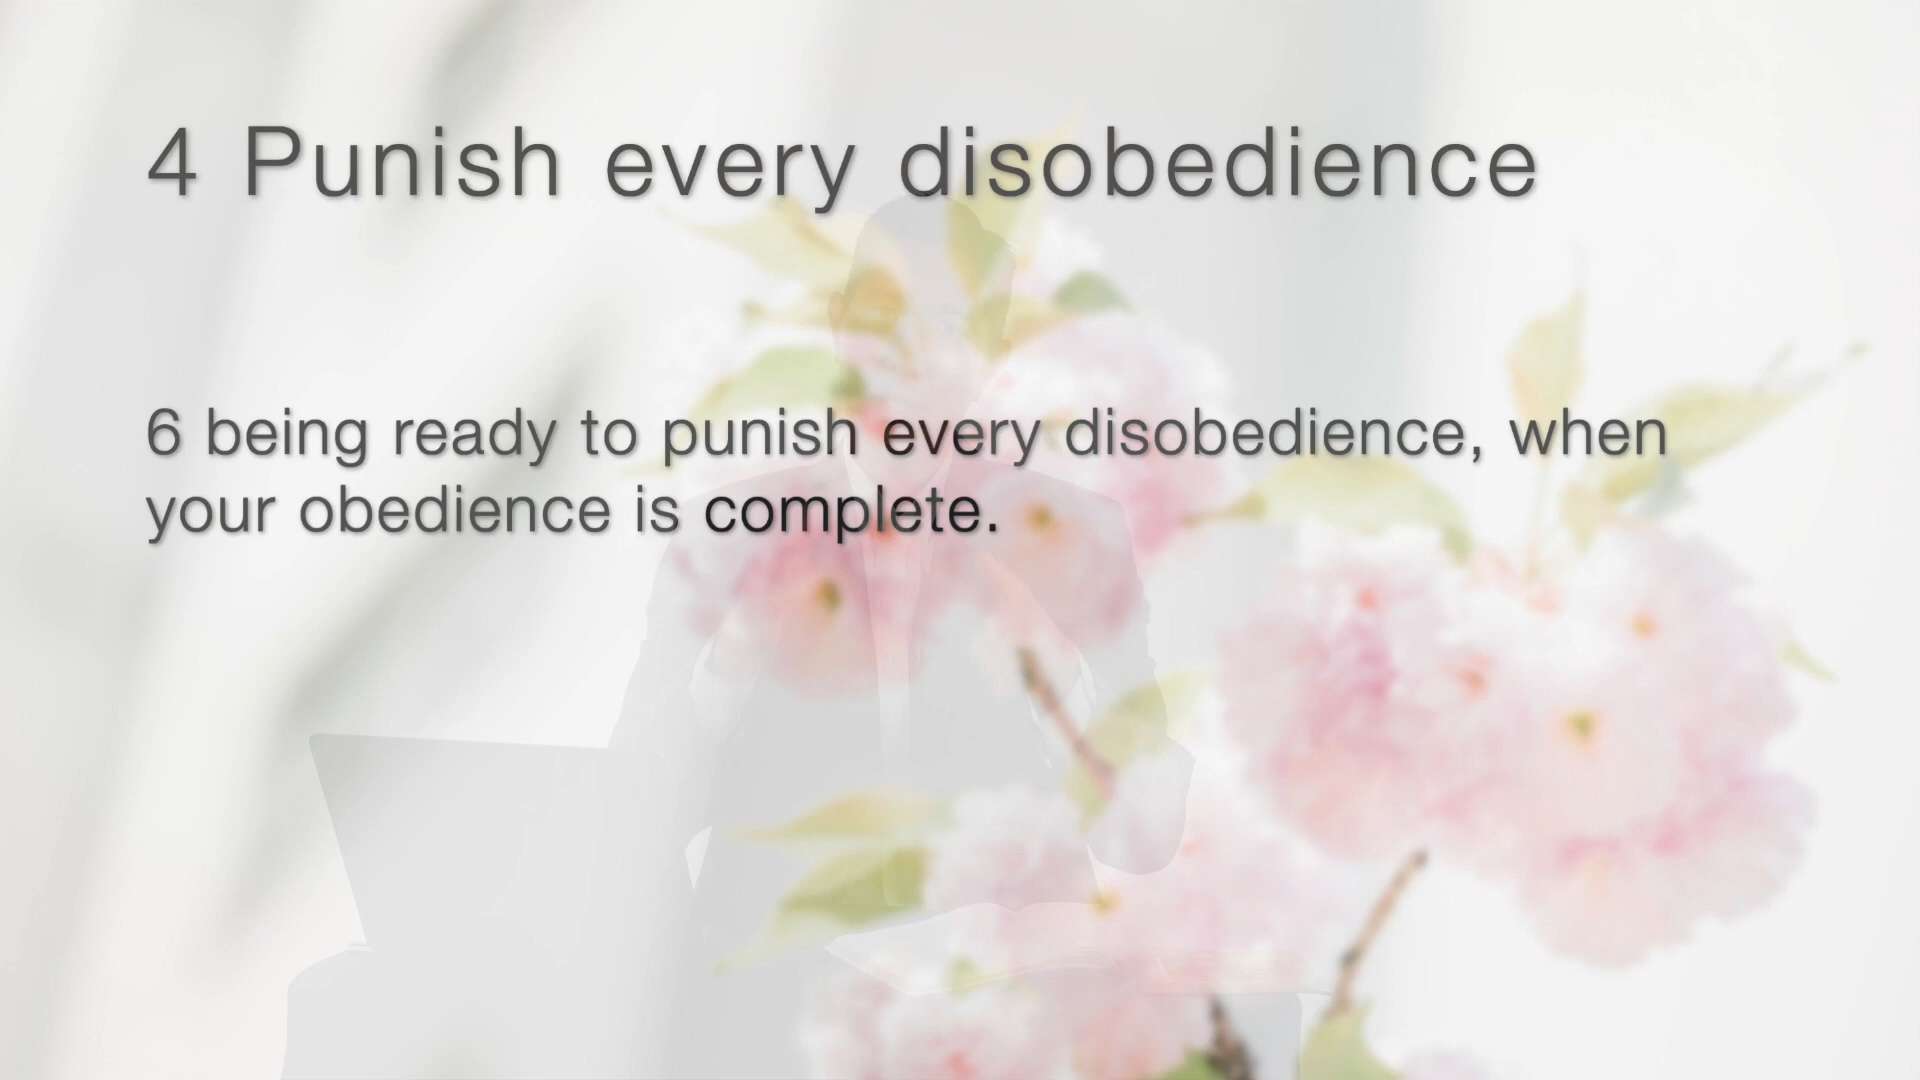 4 Punish every disobedience
6 being ready to punish every disobedience, when
your obedience is complete.